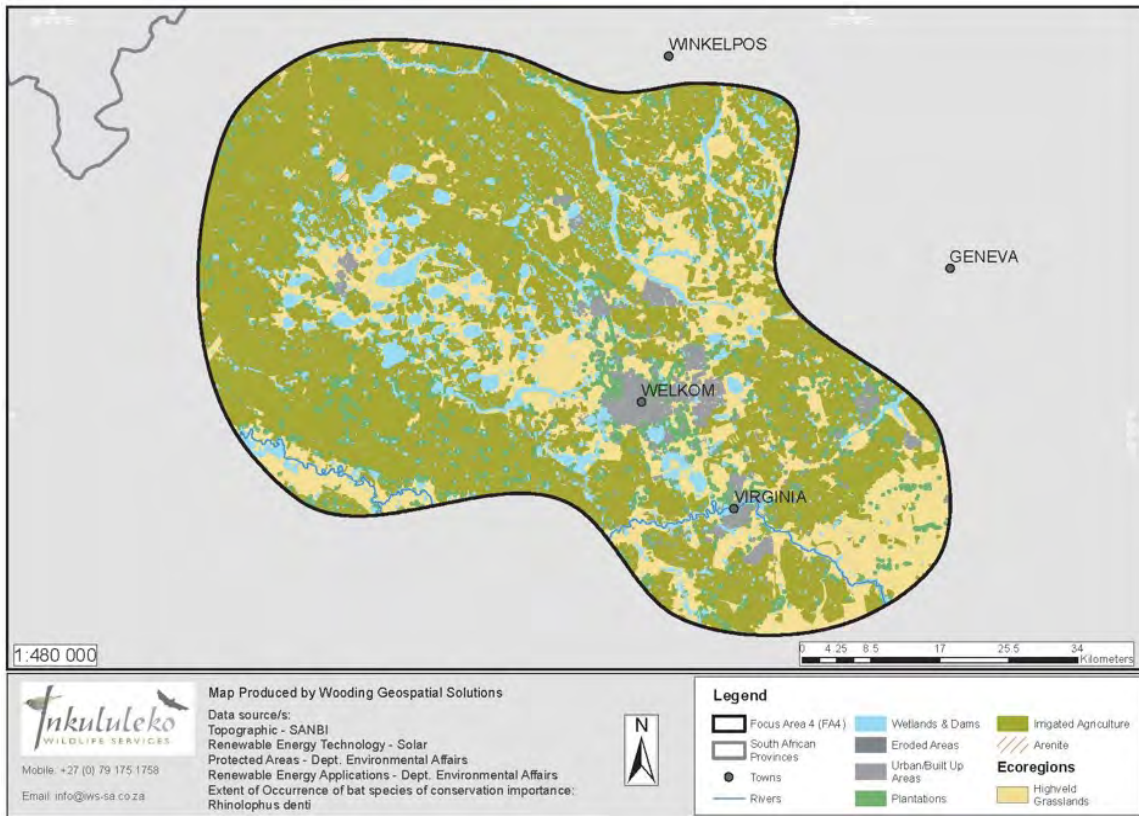 WINKELPOS
GENEVA
WELKOM
VIRGINIA
1:480 000
0 4.25 8.5 17 25.5 34
Kilometers
Inkululeko
WILDLIFE SERVICES
Mobile: +27 (0) 79 175 1758
Email: info@iws-sa.co.za
Map Produced by Wooding Geospatial Solutions
Data source/s:
Topographic - SANBI
Renewable Energy Technology - Solar
Protected Areas - Dept. Environmental Affairs
Renewable Energy Applications - Dept. Environmental Affairs
Extent of Occurrence of bat species of conservation importance:
Rhinolophus denti
N
Legend
Focus Area 4 (FA4)
South African
Provinces
Towns
Rivers
Wetlands & Dams
Eroded Areas
Urban/Built Up
Areas
Plantations
Irrigated Agriculture
Arenite
Ecoregions
Highveld
Grasslands